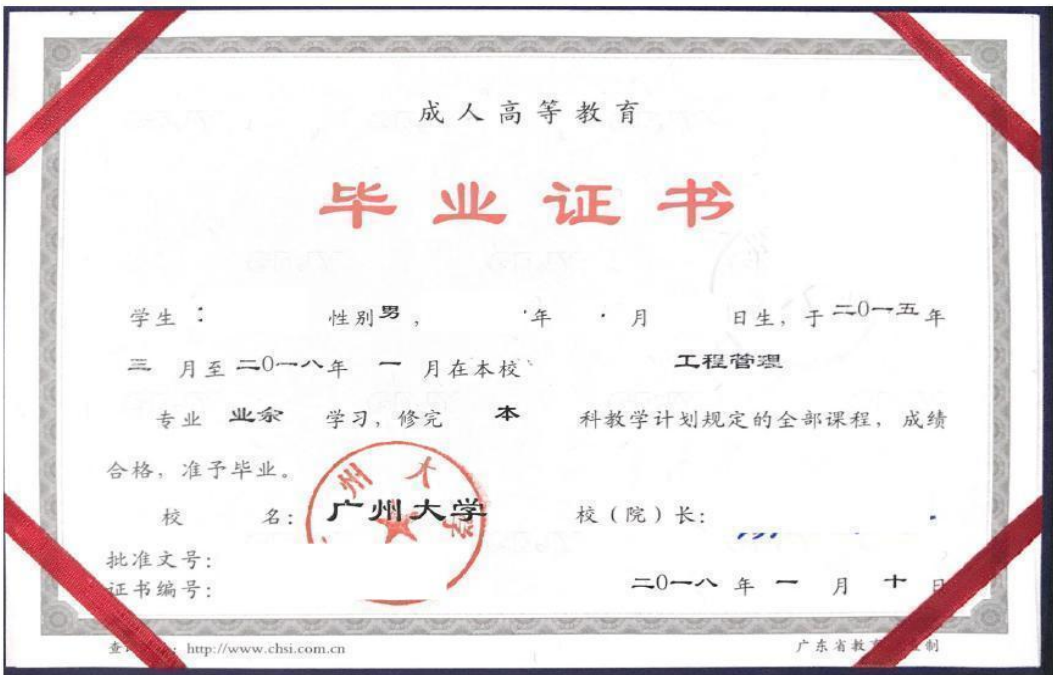 成人高等教育
毕业证书
学生 性别男， 年 月 日生，于二〇一五年
三月至二〇一八年一月在本校 工程管理
专业 业余 学习，修完 本 科教学计划规定的全部课程，成绩
合格，准予毕业。
校 名：广州大学 校（院）长：
批准文号：
证书编号：
二〇一八年一月十日
http://www.chsi.com.cn 广东省教 制